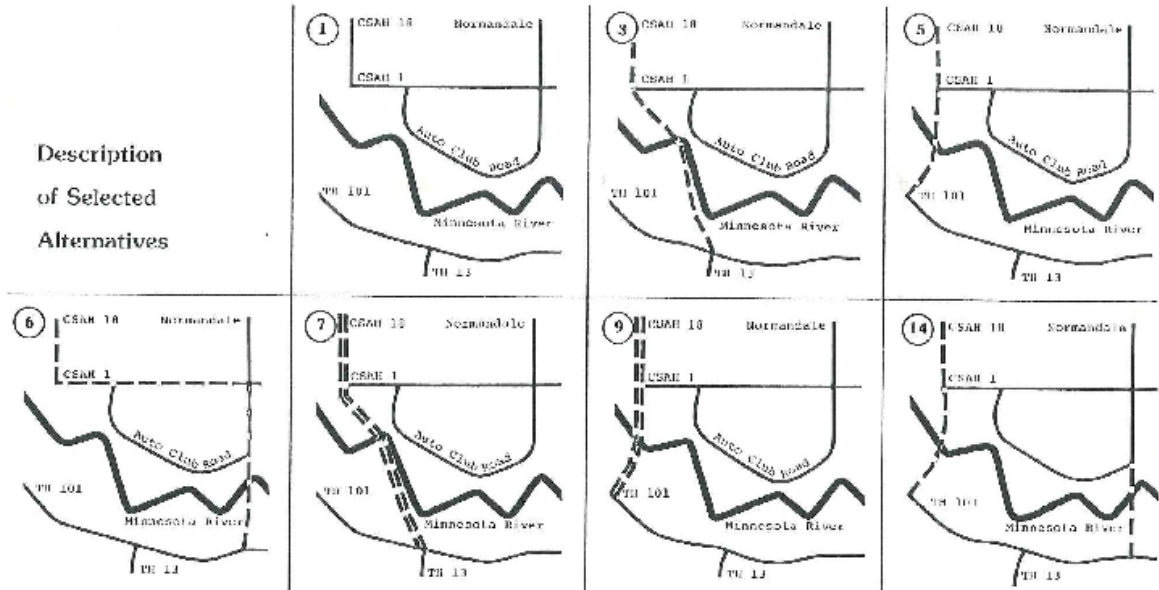 Description
of Selected
Alternatives
1
CSAH 18 Normandale
CSAH 1
Auto Club Road
TH 101
Minnesota River
TH 13
3
CSAH 18 Normandale
CSAH 1
Auto Club Road
TH 101
Minnesota River
TH 13
5
CSAH 18 Normandale
CSAH 1
Auto Club Road
TH 101
Minnesota River
TH 13
6
CSAH 18 Normandale
CSAH 1
Auto Club Road
TH 101
Minnesota River
TH 13
7
CSAH 18 Normandale
CSAH 1
Auto Club Road
TH 101
Minnesota River
TH 13
9
CSAH 18 Normandale
CSAH 1
Auto Club Road
TH 101
Minnesota River
TH 13
14
CSAH 18 Normandale
CSAH 1
TH 101
Minnesota River
TH 13